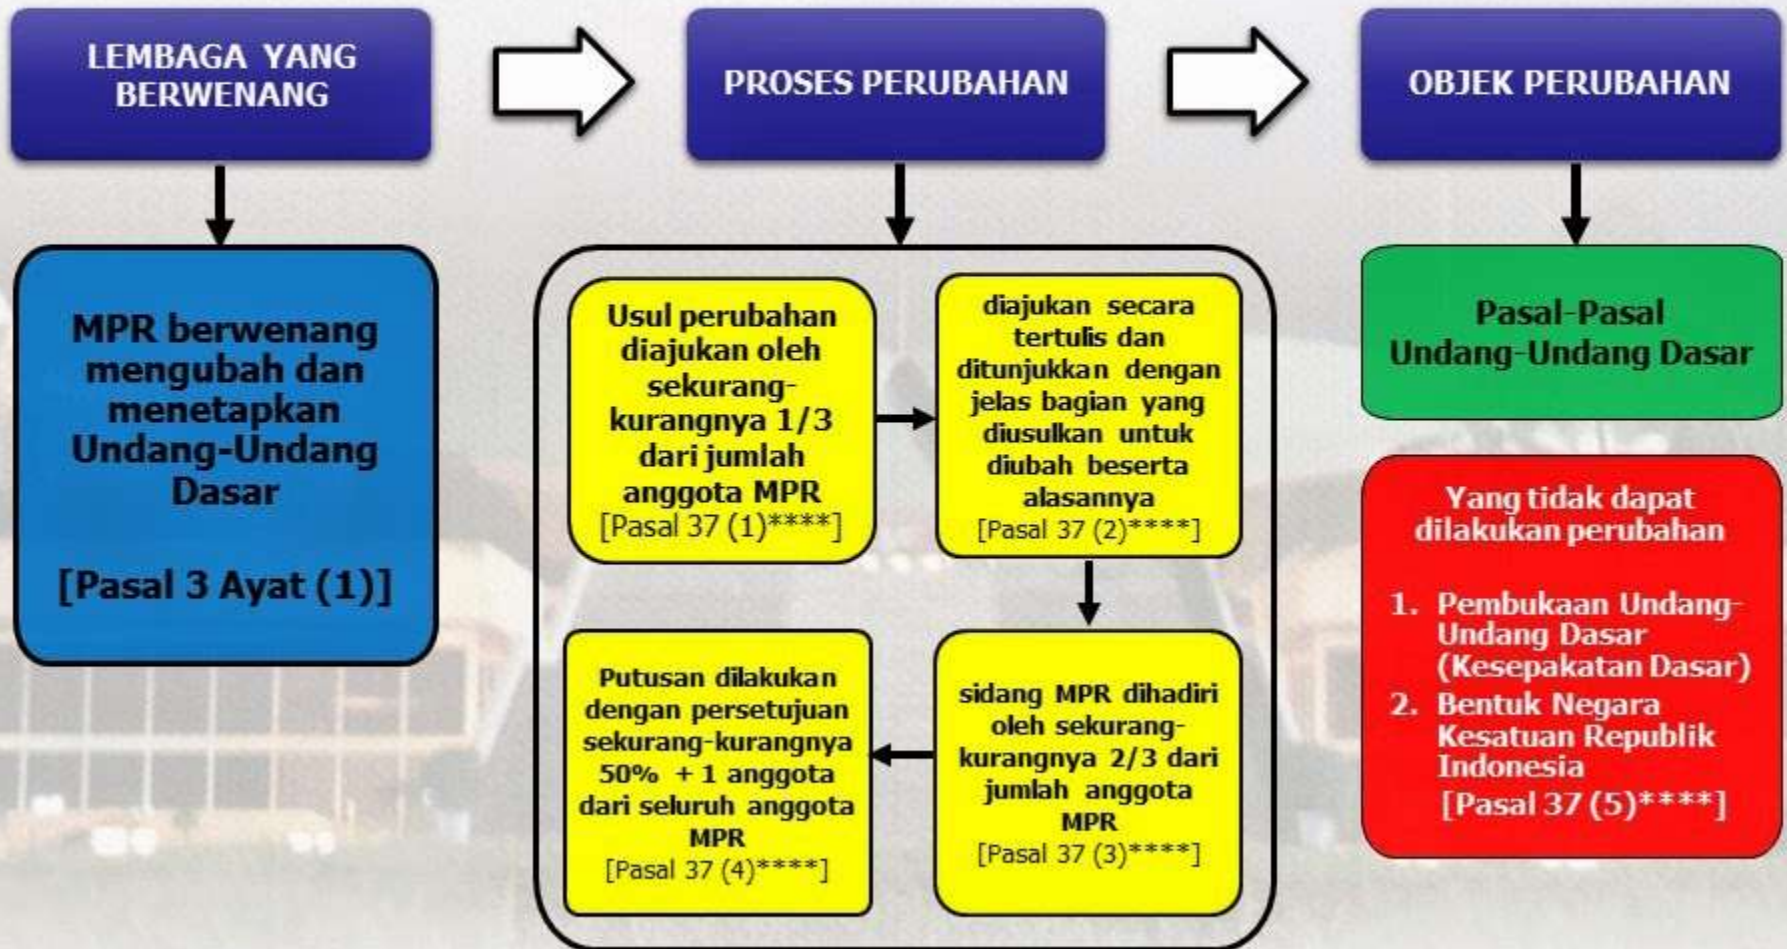 LEMBAGA YANG
BERWENANG
PROSES PERUBAHAN
OBJEK PERUBAHAN
MPR berwenang
mengubah dan
menetapkan
Undang-Undang
Dasar
[Pasal 3 Ayat (1)]
Usul perubahan
diajukan oleh
sekurang-
kurangnya 1/3
dari jumlah
anggota MPR
[Pasal 37 (1)****]
diajukan secara
tertulis dan
ditunjukkan dengan
jelas bagian yang
diusulkan untuk
diubah beserta
alasannya
[Pasal 37 (2)****]
sidang MPR dihadiri
oleh sekurang-
kurangnya 2/3 dari
jumlah anggota
MPR
[Pasal 37 (3)****]
Putusan dilakukan
dengan persetujuan
sekurang-kurangnya
50% + 1 anggota
dari seluruh anggota
MPR
[Pasal 37 (4)****]
Pasal-Pasal
Undang-Undang Dasar
Yang tidak dapat
dilakukan perubahan
1. Pembukaan Undang-
Undang Dasar
(Kesepakatan Dasar)
2. Bentuk Negara
Kesatuan Republik
Indonesia
[Pasal 37 (5)****]